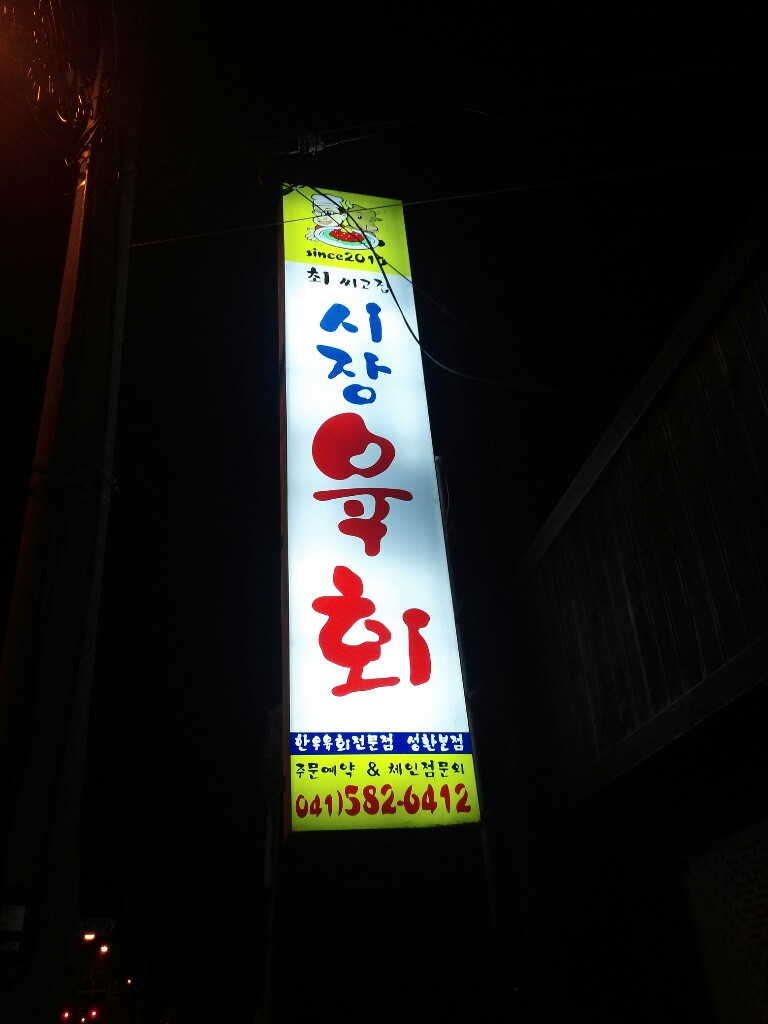 since2010
최씨고집
시
장
육
회
한우육회전문점 성환본점
주문예약 & 체인점문의
041)582-6412